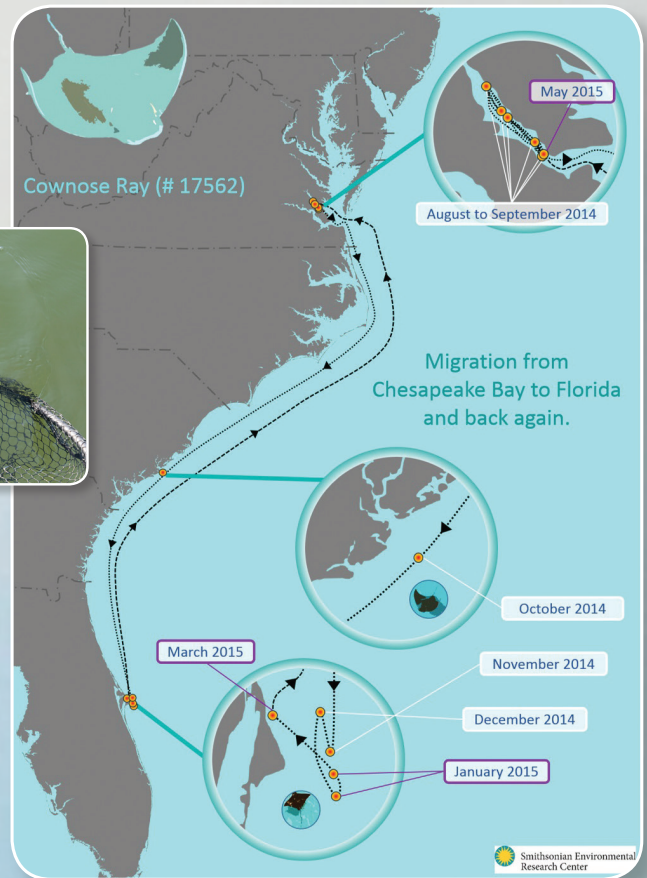 May 2015
Cownose Ray (# 17562)
August to September 2014
Migration from
Chesapeake Bay to Florida
and back again.
October 2014
March 2015
November 2014
December 2014
January 2015
Smithsonian Environmental
Research Center